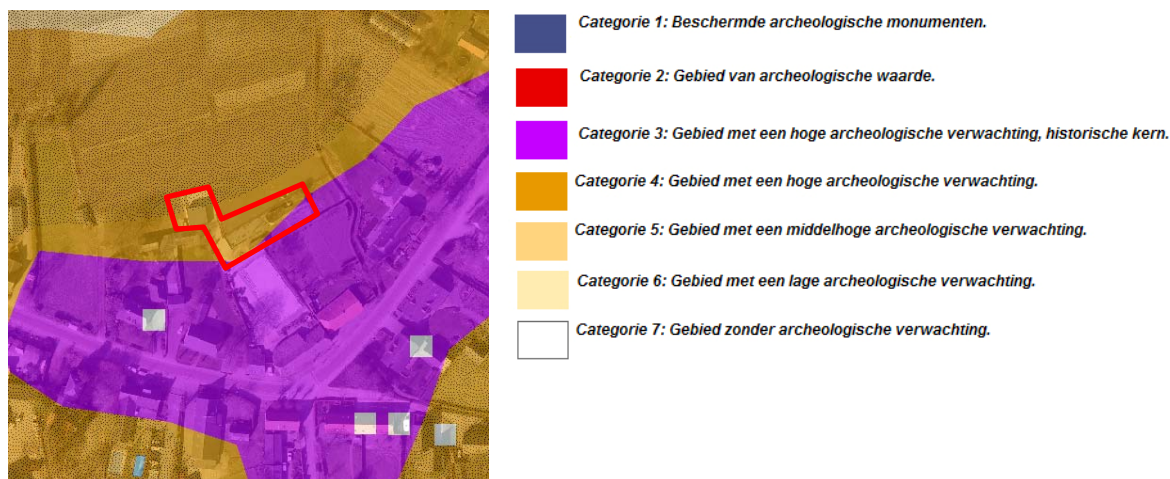 Categorie 1: Beschermde archeologische monumenten.
Categorie 2: Gebied van archeologische waarde.
Categorie 3: Gebied met een hoge archeologische verwachting, historische kern.
Categorie 4: Gebied met een hoge archeologische verwachting.
Categorie 5: Gebied met een middelhoge archeologische verwachting.
Categorie 6: Gebied met een lage archeologische verwachting.
Categorie 7: Gebied zonder archeologische verwachting.